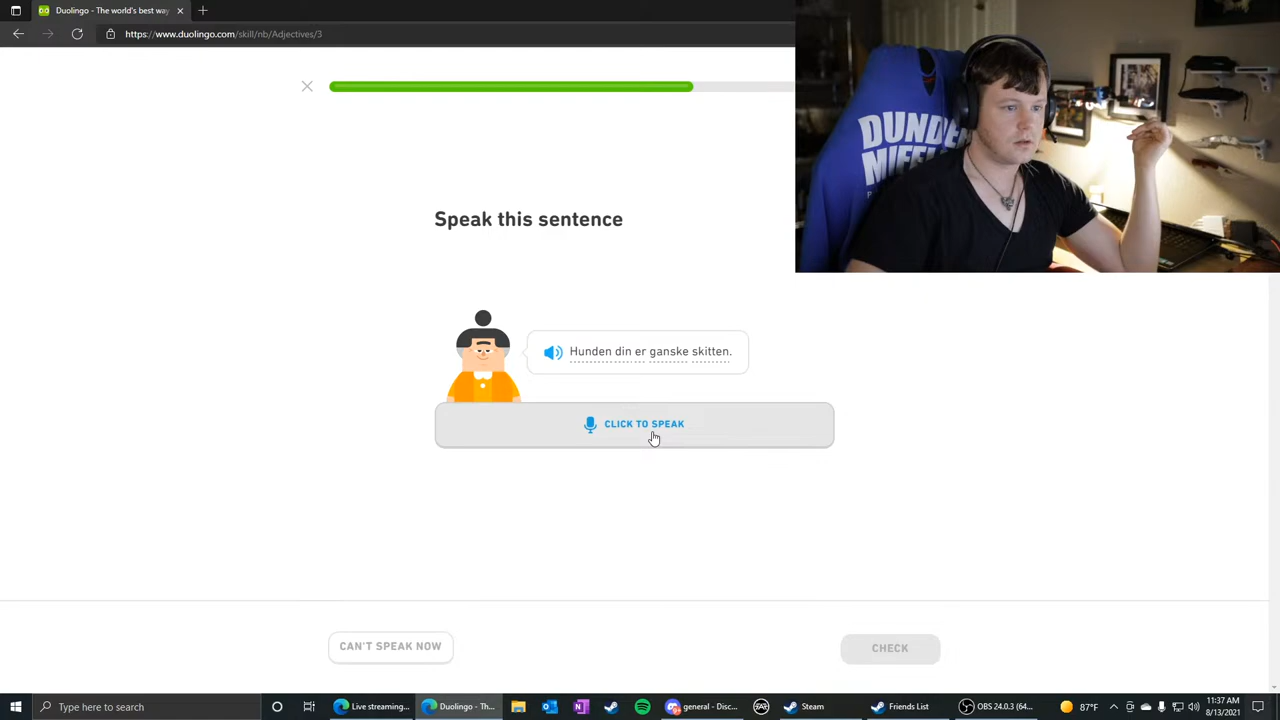 Duolingo - The world's best way
https://www.duolingo.com/skill/nb/Adjectives/3
DUNDER
MIFFLIN
Speak this sentence
Hunden din er ganske skitten.
CLICK TO SPEAK
CAN'T SPEAK NOW
CHECK
Type here to search
Live streaming...
Duolingo - Th...
general - Disc...
Steam
Friends List
OBS 24.0.3 (64...
87°F
11:37 AM
8/13/2021